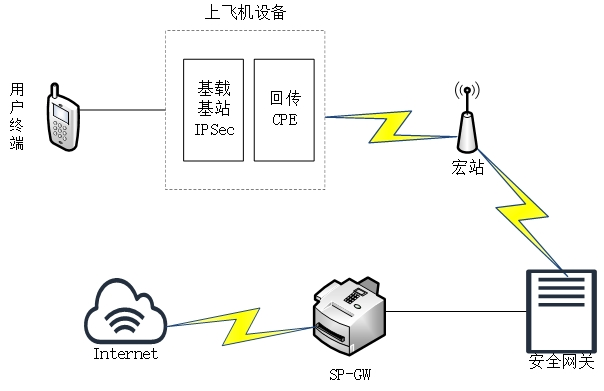 上飞机设备
用
户
终
端
基载
基站
IPSec
回传
CPE
宏站
Internet
SP-GW
安全网关